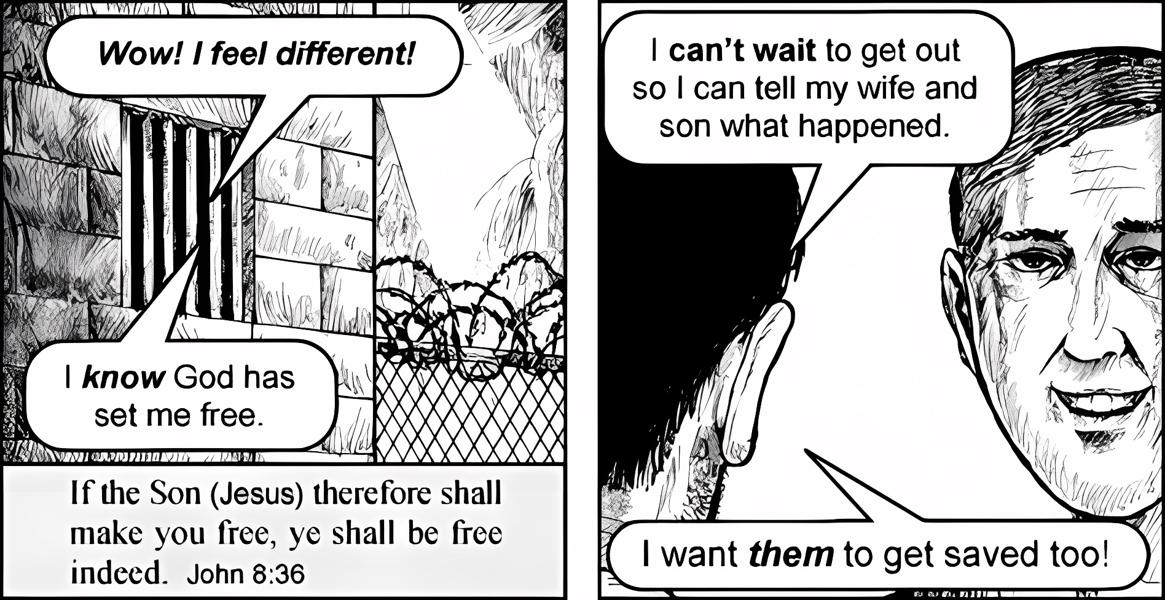 Wow! I feel different!
I know God has
set me free.
If the Son (Jesus) therefore shall
make you free, ye shall be free
indeed. John 8:36
I can't wait to get out
so I can tell my wife and
son what happened.
I want them to get saved too!